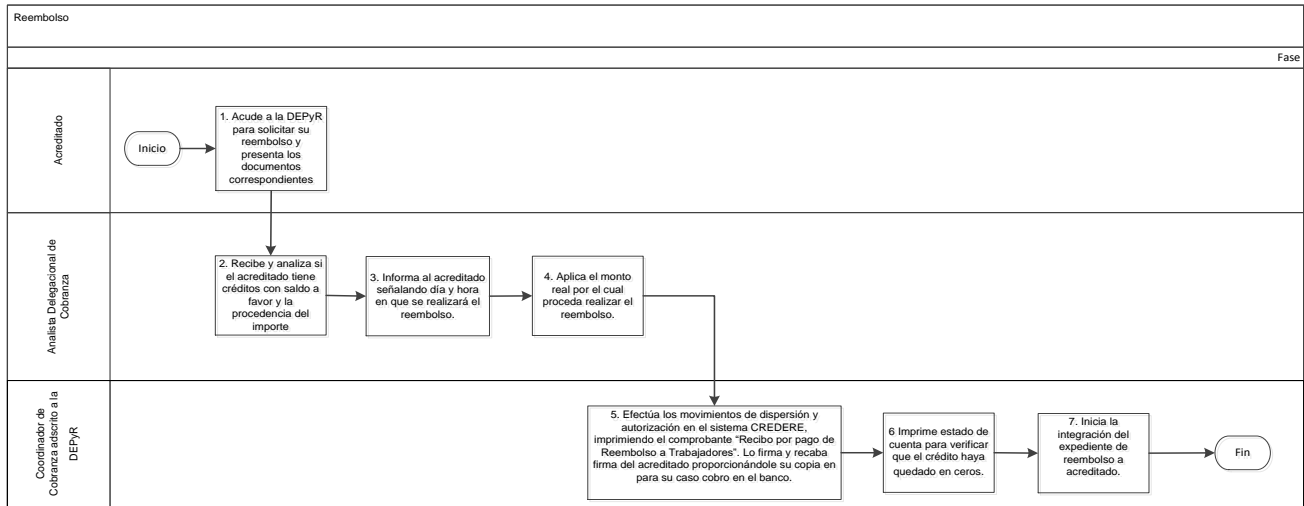 Reembolso
Fase
Acreditado
Inicio
1. Acude a la DEPyR
para solicitar su
reembolso y
presenta los
documentos
correspondientes
Analista Delegacional de
Cobranza
2. Recibe y analiza si
el acreditado tiene
créditos con saldo a
favor y la
procedencia del
importe
3. Informa al acreditado
señalando día y hora
en que se realizará el
reembolso.
4. Aplica el monto
real por el cual
proceda realizar el
reembolso.
Coordinador de
Cobranza adscrito a la
DEPyR
5. Efectúa los movimientos de dispersión y
autorización en el sistema CREDERE,
imprimiendo el comprobante “Recibo por pago de
Reembolso a Trabajadores”. Lo firma y recaba
firma del acreditado proporcionándole su copia en
para su caso cobro en el banco.
6 Imprime estado de
cuenta para verificar
que el crédito haya
quedado en ceros.
7. Inicia la
integración del
expediente de
reembolso a
acreditado.
Fin